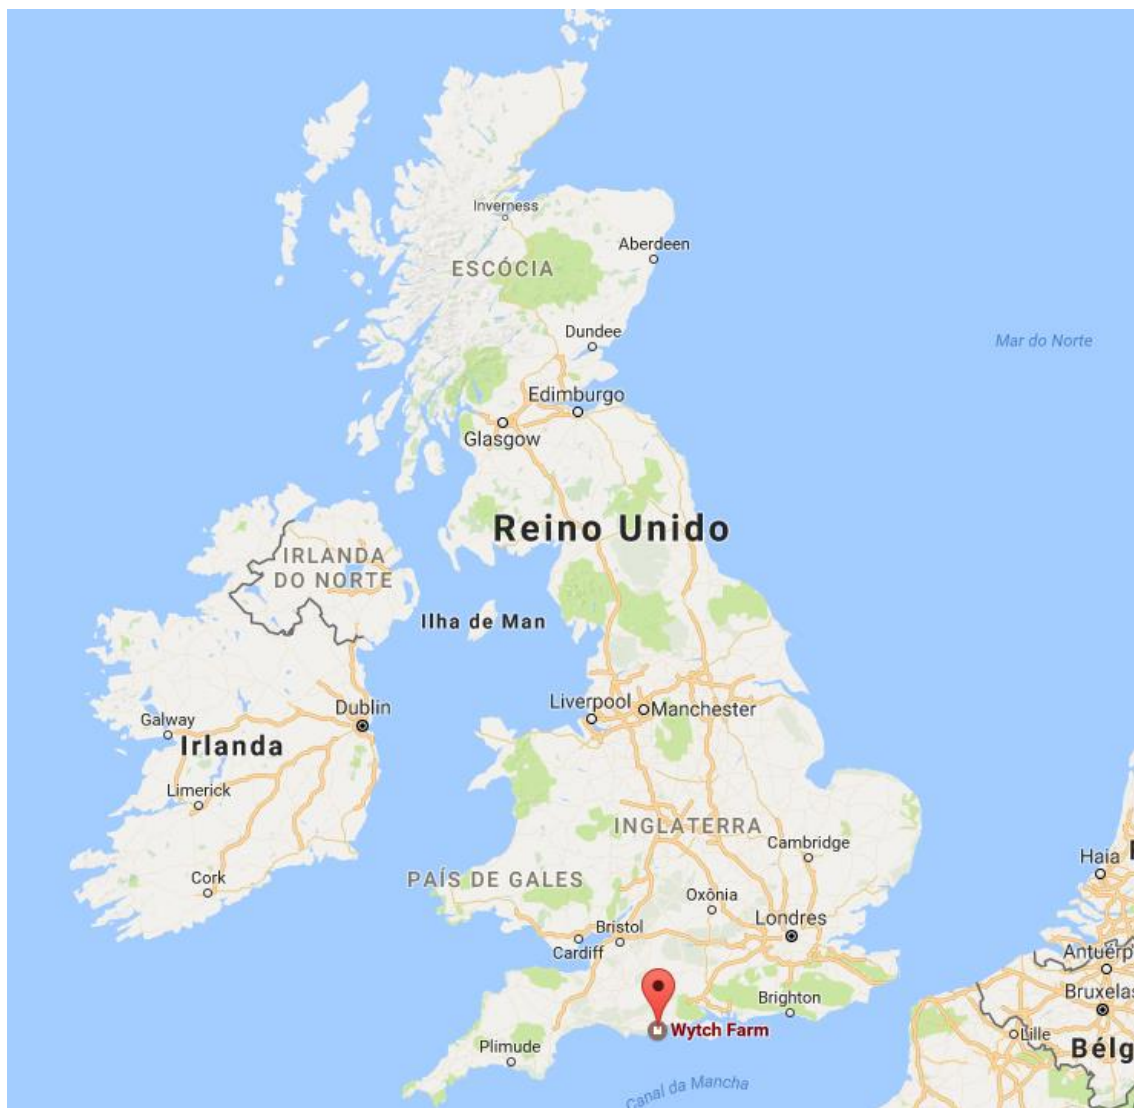 Inverness
Aberdeen
ESCÓCIA
Dundee
Mar do Norte
Edimburgo
Glasgow
Reino Unido
IRLANDA
DO NORTE
Ilha de Man
Liverpool
Manchester
Dublin
Galway
Irlanda
Limerick
INGLATERRA
Cambridge
Haia
Cork
PAÍS DE GALES
Oxônia
Londres
Bristol
Cardiff
Antuérp
Bruxelas
Brighton
Wytch Farm
Lille
Plimude
Bélg
Canal da Mancha